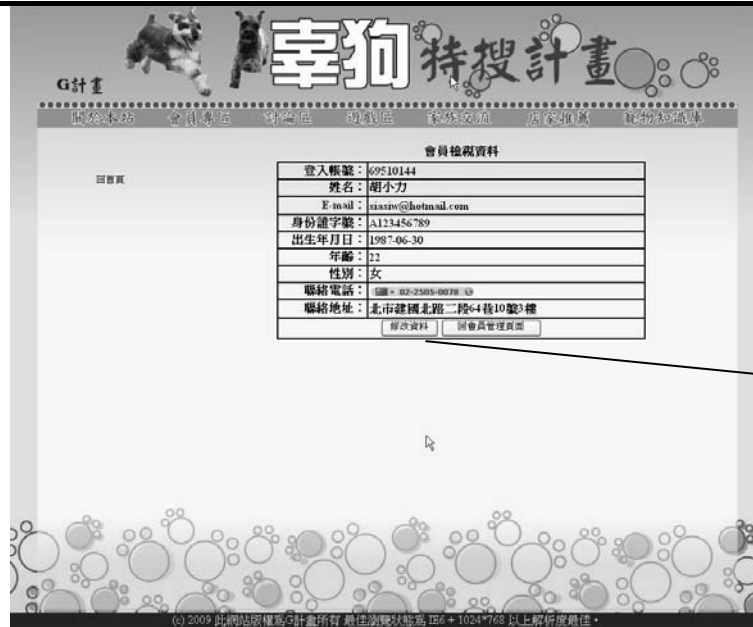 辜狗特搜計畫
G計畫
關於本站 會員專區 討論區 遊戲區 家族交流 店家推薦 寵物知識庫
回首頁
會員檢視資料
登入帳號： 69510144
姓名： 胡小力
E-mail： siasiw@hotmail.com
身份證字號： A123456789
出生年月日： 1987-06-30
年齡： 22
性別： 女
聯絡電話： 02-2505-0078
聯絡地址： 北市建國北路二段64巷10號3樓
修改資料 回會員管理頁面
(c) 2009 此網站版權為G計畫所有 最佳瀏覽狀態為 IE6 + 1024*768 以上解析度最佳。